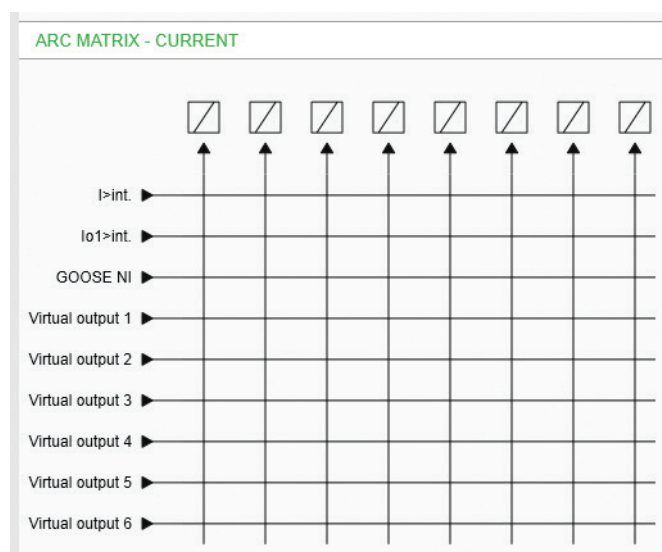 ARC MATRIX - CURRENT
I>int.
Io1>int.
GOOSE NI
Virtual output 1
Virtual output 2
Virtual output 3
Virtual output 4
Virtual output 5
Virtual output 6